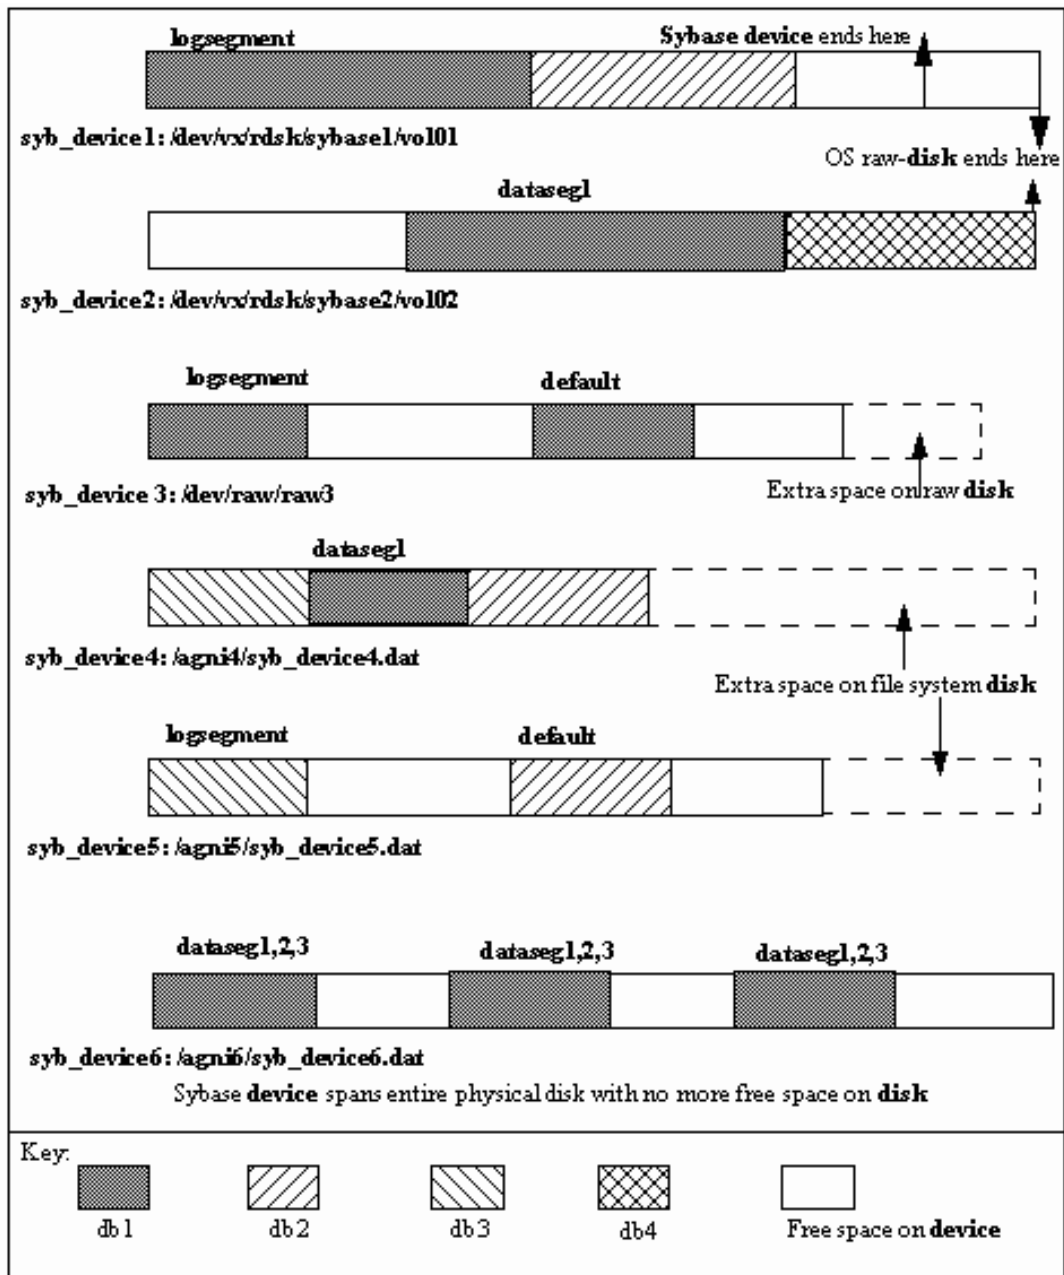 logsegment
Sybase device ends here
syb_device1: /dev/vx/rdsk/sybase1/vol01
OS raw-disk ends here
dataseg1
syb_device2: /dev/vx/rdsk/sybase2/vol02
logsegment
default
syb_device 3: /dev/raw/raw3
Extra space on raw disk
dataseg1
syb_device4: /agni4/syb_device4.dat
Extra space on file system disk
logsegment
default
syb_device5: /agni5/syb_device5.dat
dataseg1,2,3
dataseg1,2,3
dataseg1,2,3
syb_device6: /agni6/syb_device6.dat
Sybase device spans entire physical disk with no more free space on disk
Key:
db1
db2
db3
db4
Free space on device